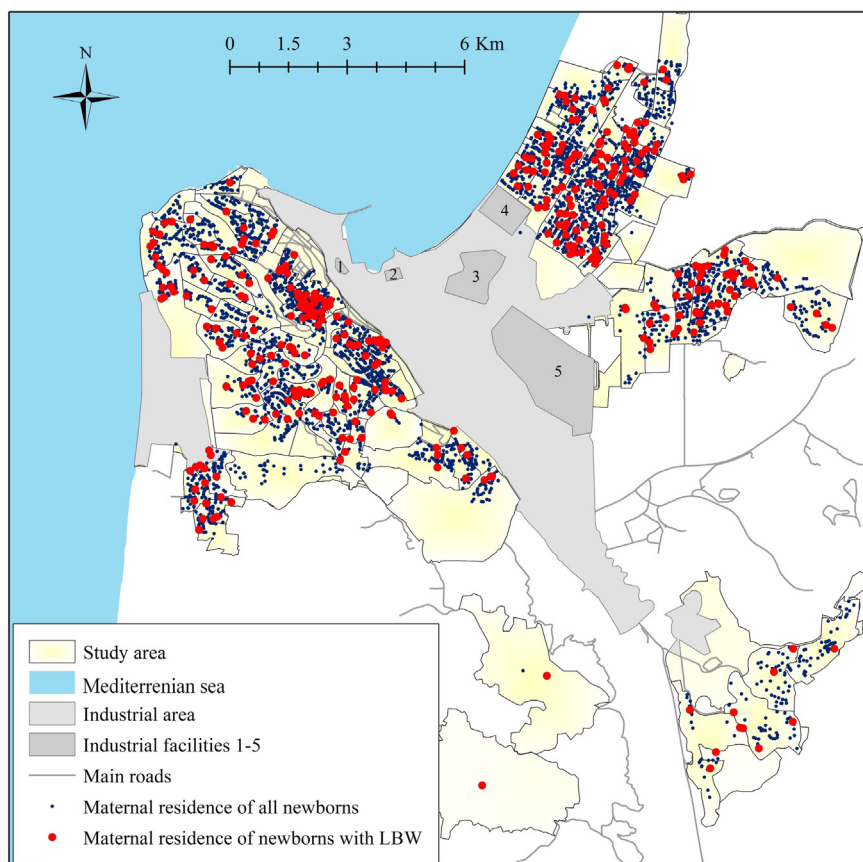 N
0 1.5 3 6 Km
4
1
2
3
5
Study area
Mediterrenian sea
Industrial area
Industrial facilities 1-5
Main roads
Maternal residence of all newborns
Maternal residence of newborns with LBW